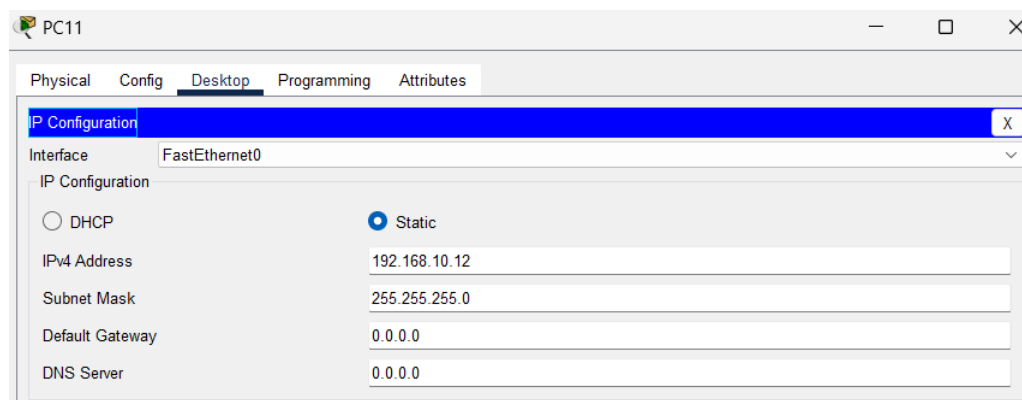 PC11
Physical Config Desktop Programming Attributes
IP Configuration X
Interface FastEthernet0
IP Configuration
DHCP Static
IPv4 Address 192.168.10.12
Subnet Mask 255.255.255.0
Default Gateway 0.0.0.0
DNS Server 0.0.0.0